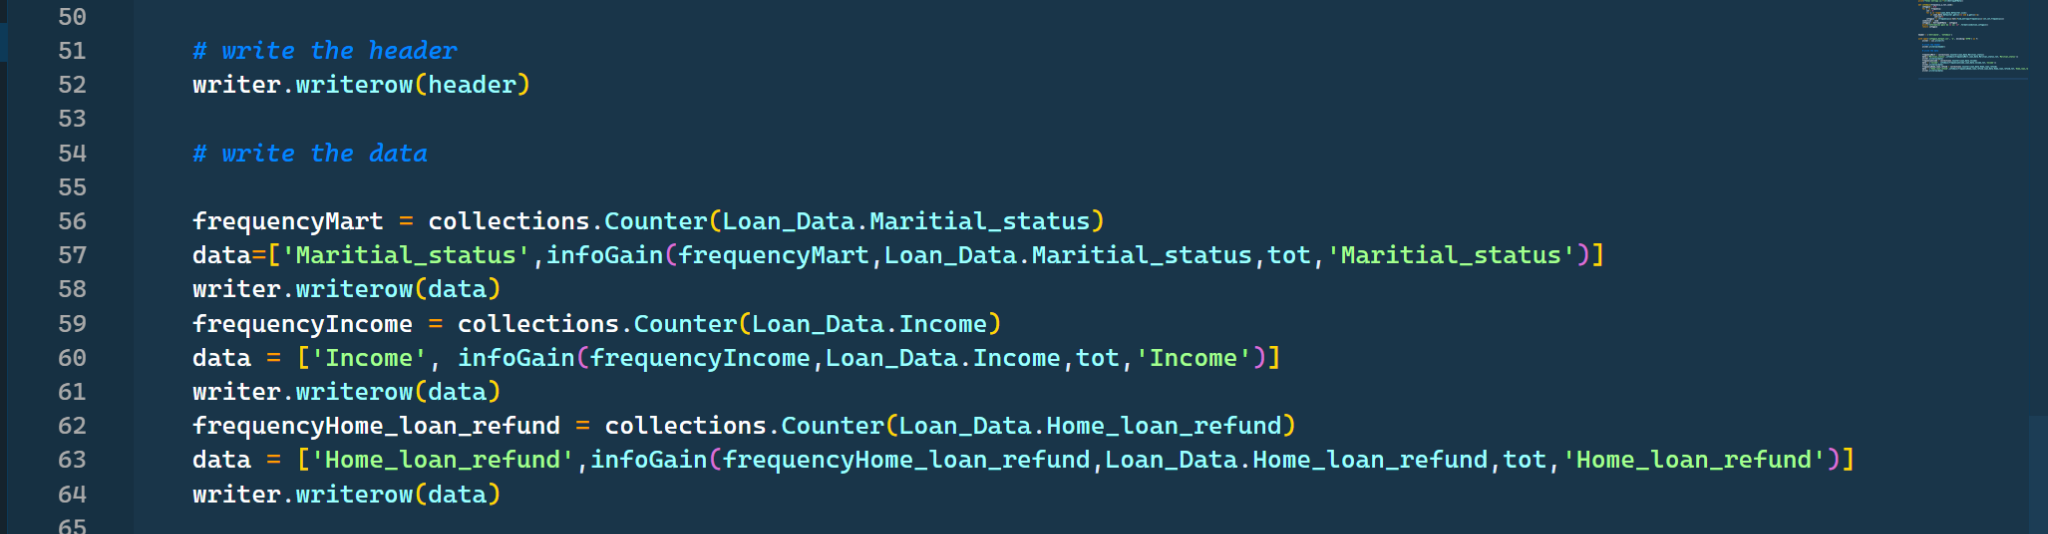 50
51 # write the header
52 writer.writerow(header)
53
54 # write the data
55
56 frequencyMart = collections.Counter(Loan_Data.Maritial_status)
57 data=['Maritial_status',infoGain(frequencyMart,Loan_Data.Maritial_status,tot,'Maritial_status')]
58 writer.writerow(data)
59 frequencyIncome = collections.Counter(Loan_Data.Income)
60 data = ['Income', infoGain(frequencyIncome,Loan_Data.Income,tot,'Income')]
61 writer.writerow(data)
62 frequencyHome_loan_refund = collections.Counter(Loan_Data.Home_loan_refund)
63 data = ['Home_loan_refund',infoGain(frequencyHome_loan_refund,Loan_Data.Home_loan_refund,tot,'Home_loan_refund')]
64 writer.writerow(data)
65